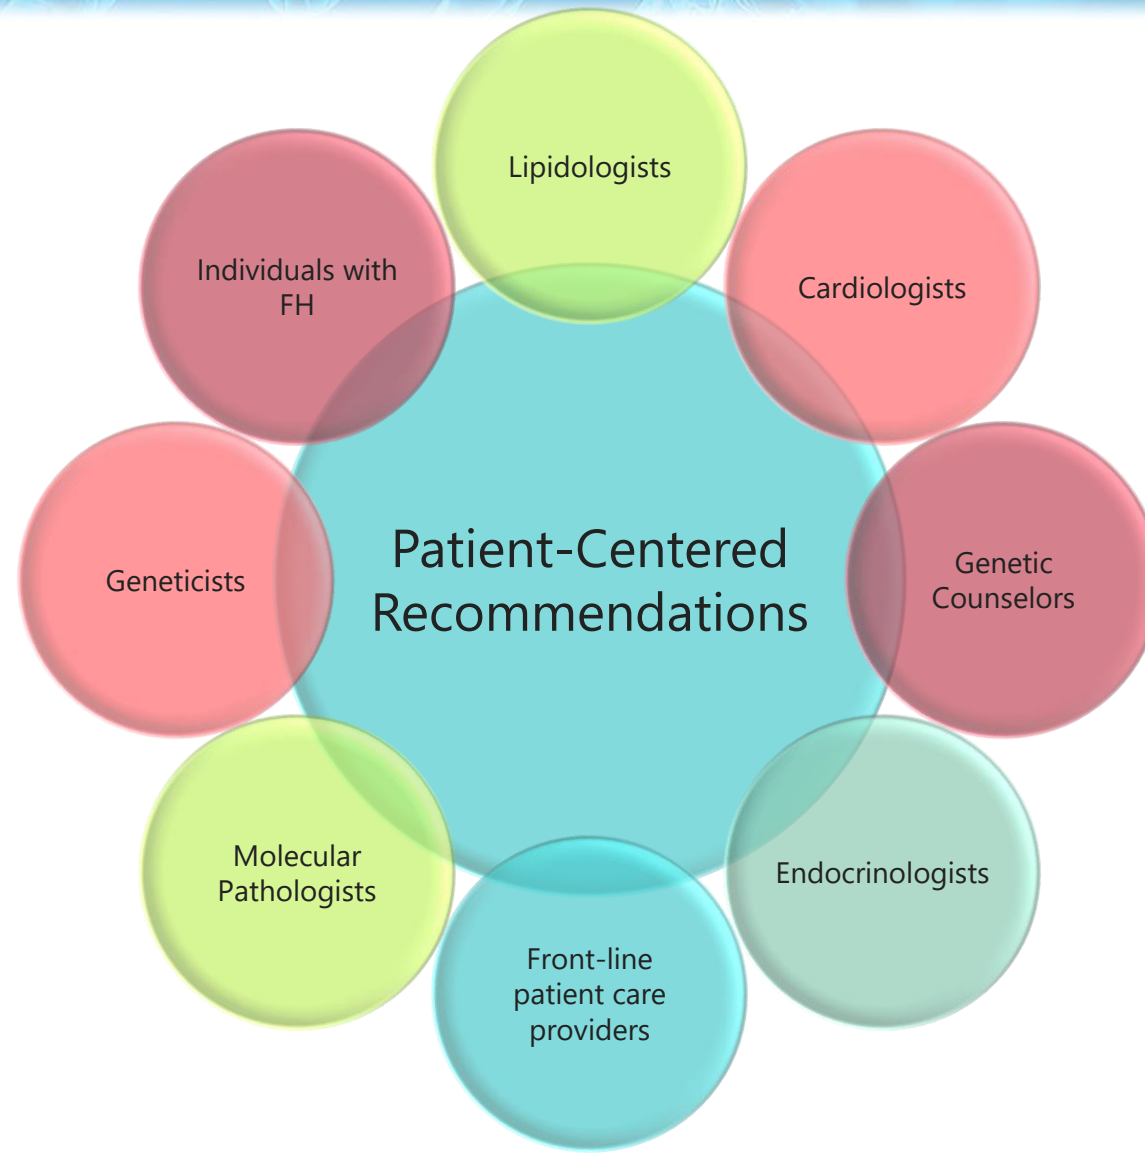 Lipidologists
Cardiologists
Genetic
Counselors
Endocrinologists
Front-line
patient care
providers
Molecular
Pathologists
Geneticists
Individuals with
FH
Patient-Centered
Recommendations